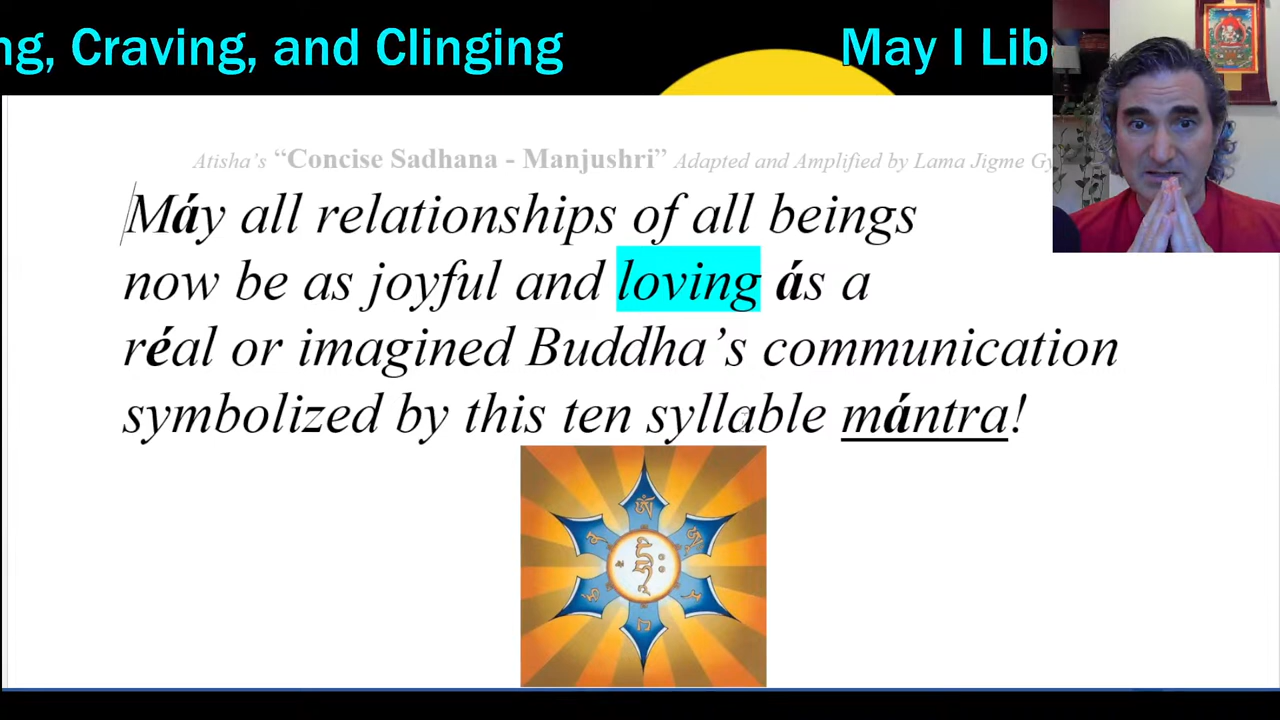 ng, Craving, and Clinging May I Lib
Atisha’s “Concise Sadhana - Manjushri” Adapted and Amplified by Lama Jigme Gy
Máy all relationships of all beings
now be as joyful and loving ás a
réal or imagined Buddha’s communication
symbolized by this ten syllable mántra!